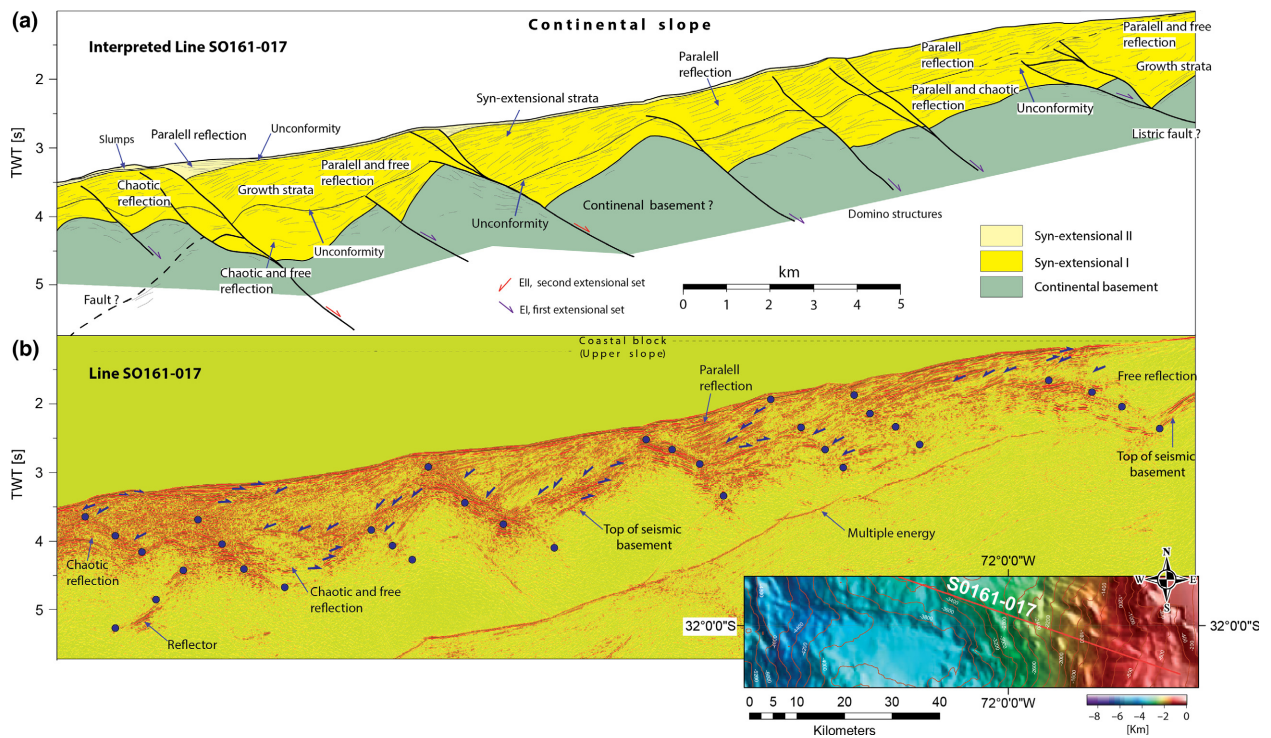 (a)
Continental slope
Interpreted Line SO161-017
Paralell and free
reflection
Growth strata
Paralell
reflection
Paralell
reflection
Paralell and chaotic
reflection
Unconformity
Listric fault ?
Syn-extensional strata
Slumps
Paralell reflection
Unconformity
Chaotic
reflection
Growth strata
Paralell and free
reflection
Unconformity
Continenal basement ?
Domino structures
Unconformity
Chaotic and free
reflection
Fault ?
EII, second extensional set
EI, first extensional set
km
0 1 2 3 4 5
Syn-extensional II
Syn-extensional I
Continental basement
TWT [s]
2
3
4
5
(b)
Coastal block
(Upper slope)
Line SO161-017
Paralell
reflection
Free reflection
Top of seismic
basement
Top of seismic
basement
Multiple energy
Chaotic
reflection
Chaotic and free
reflection
Reflector
TWT [s]
2
3
4
5
72°0'0"W
N
W E
S
S0161-017
32°0'0"S
32°0'0"S
72°0'0"W
0 5 10 20 30 40
Kilometers
-8 -6 -4 -2 0
[Km]